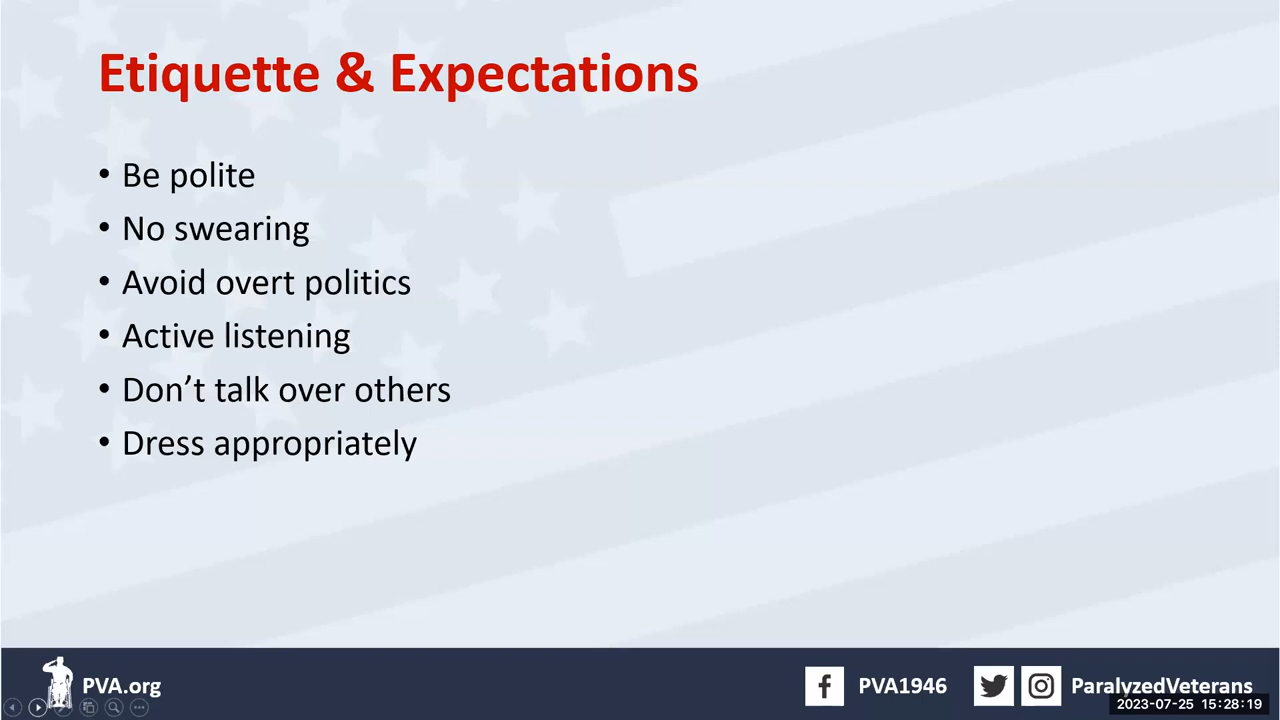 Etiquette & Expectations
• Be polite
• No swearing
• Avoid overt politics
• Active listening
• Don’t talk over others
• Dress appropriately
PVA.org
PVA1946
ParalyzedVeterans
2023-07-25 15:28:19